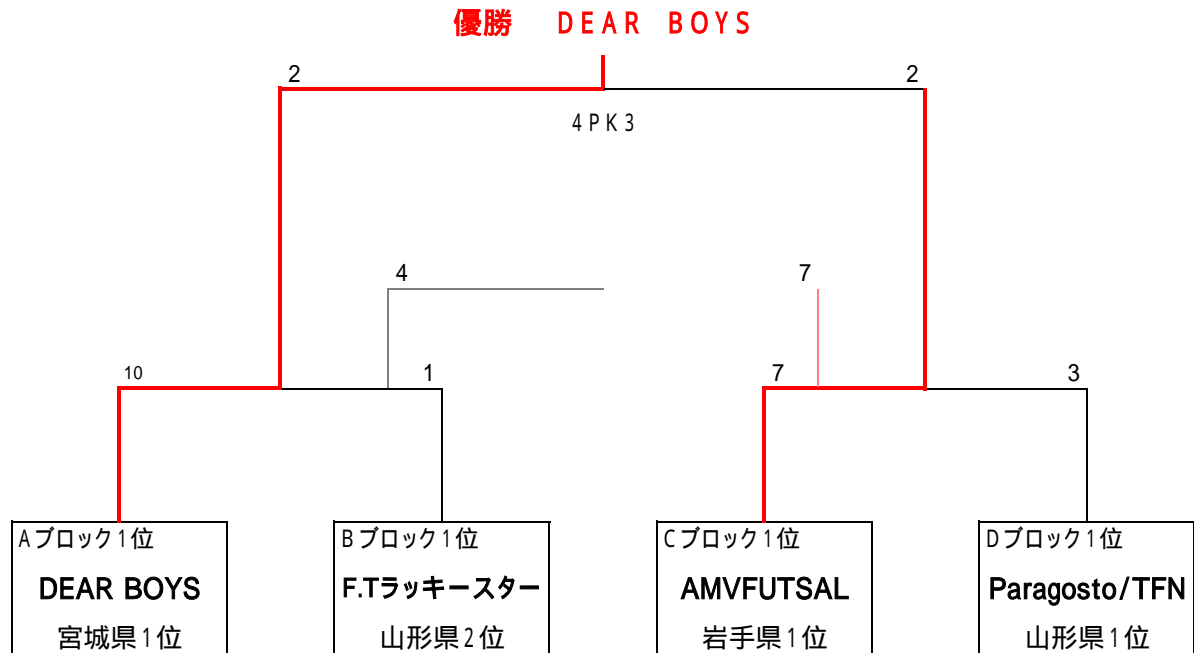 優勝　DEAR BOYS
2
2
4PK3
4
7
10
1
7
3
Aブロック1位
DEAR BOYS
宮城県1位
Bブロック1位
F.Tラッキースター
山形県2位
Cブロック1位
AMVFUTSAL
岩手県1位
Dブロック1位
Paragosto/TFN
山形県1位